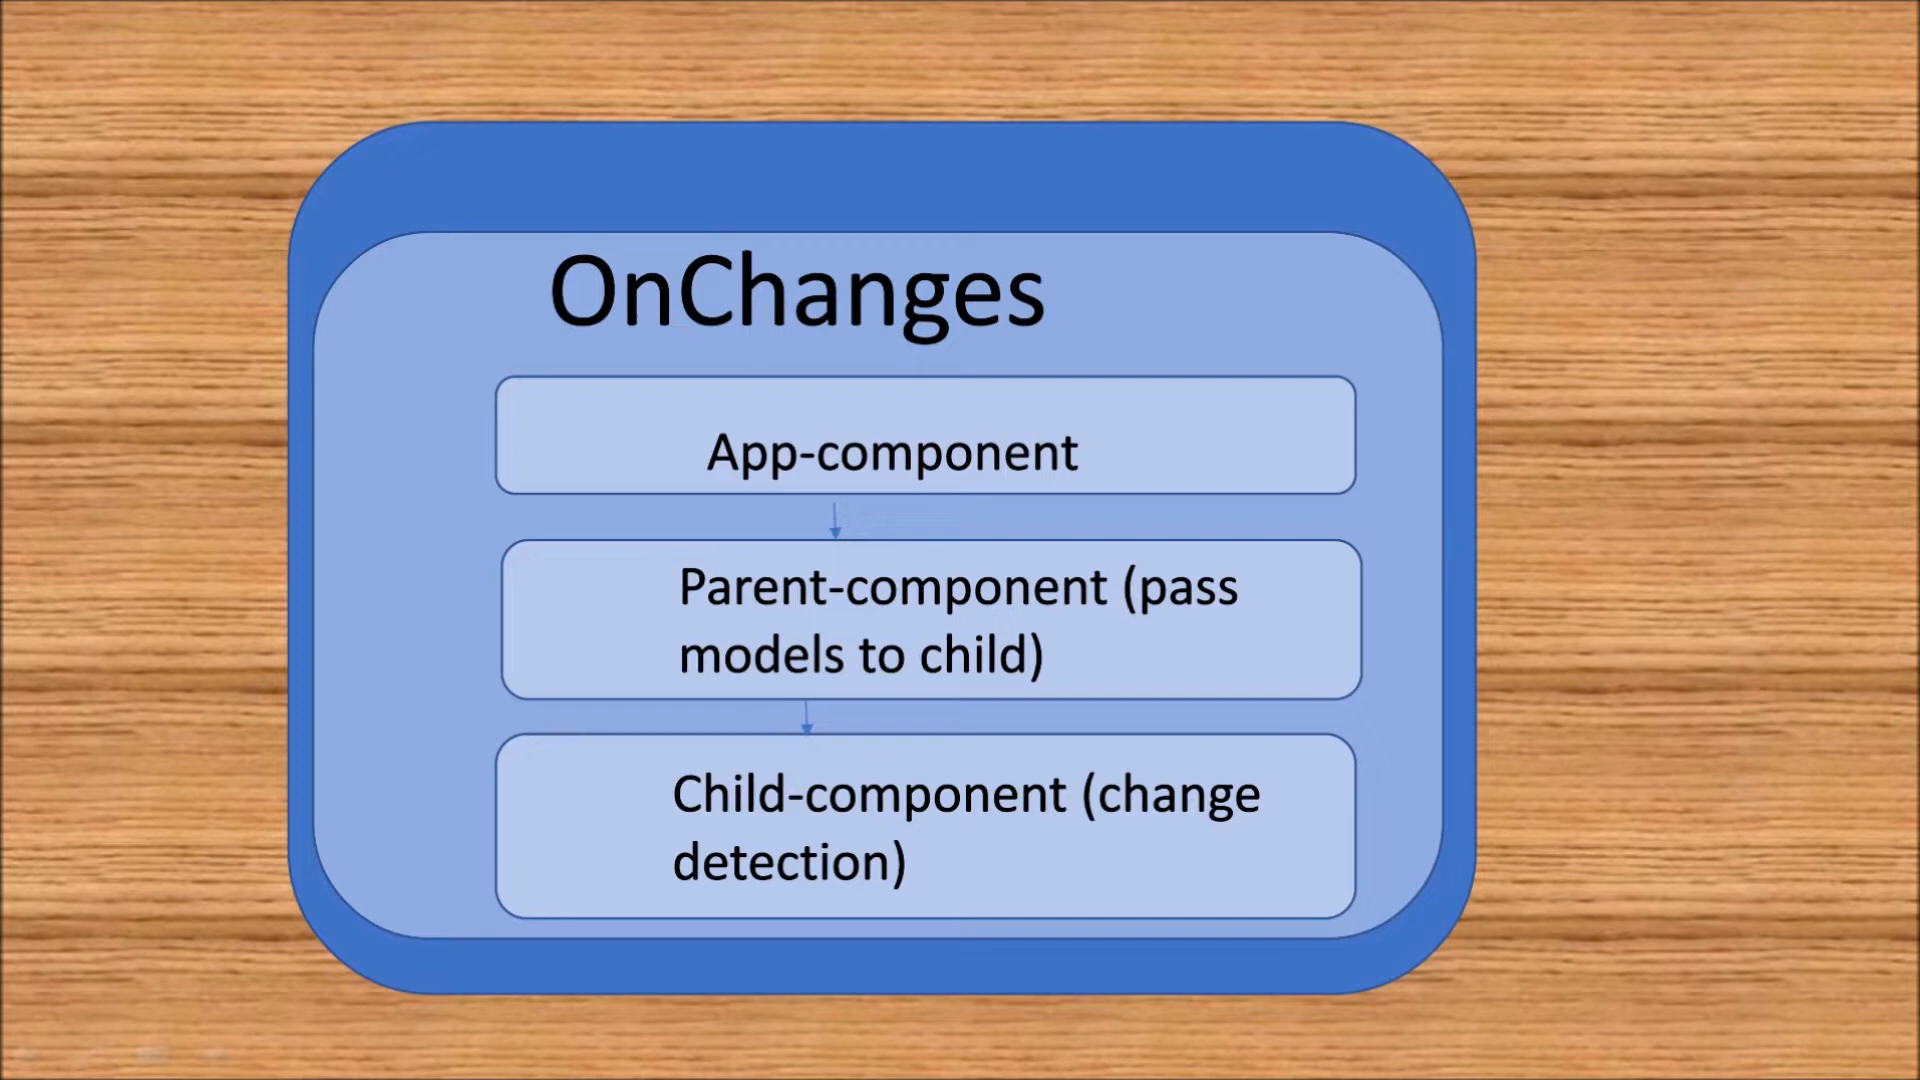 OnChanges
App-component
Parent-component (pass
models to child)
Child-component (change
detection)